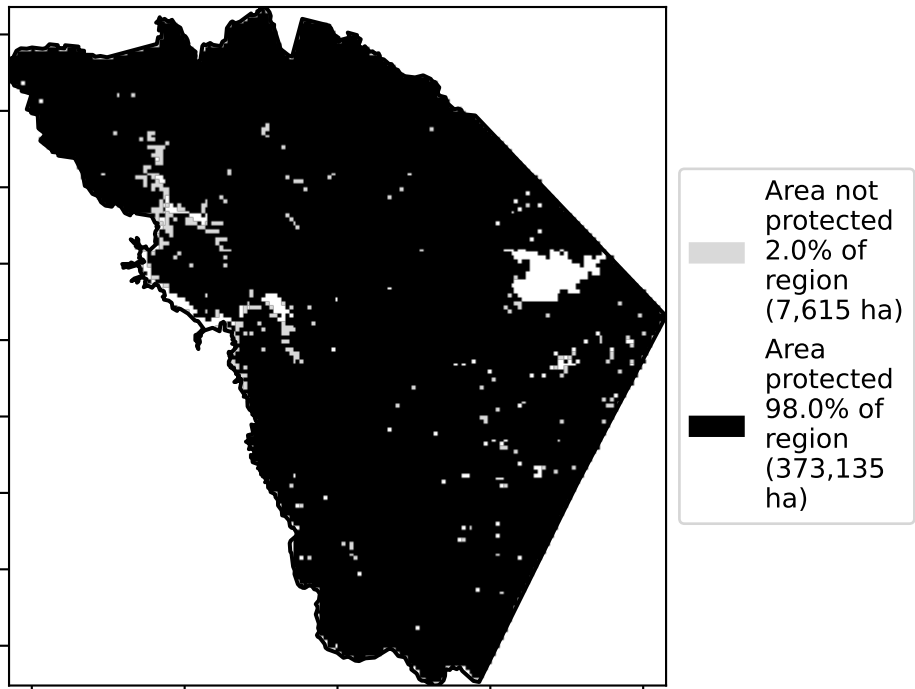 Area not
protected
2.0% of
region
(7,615 ha)
Area
protected
98.0% of
region
(373,135
ha)